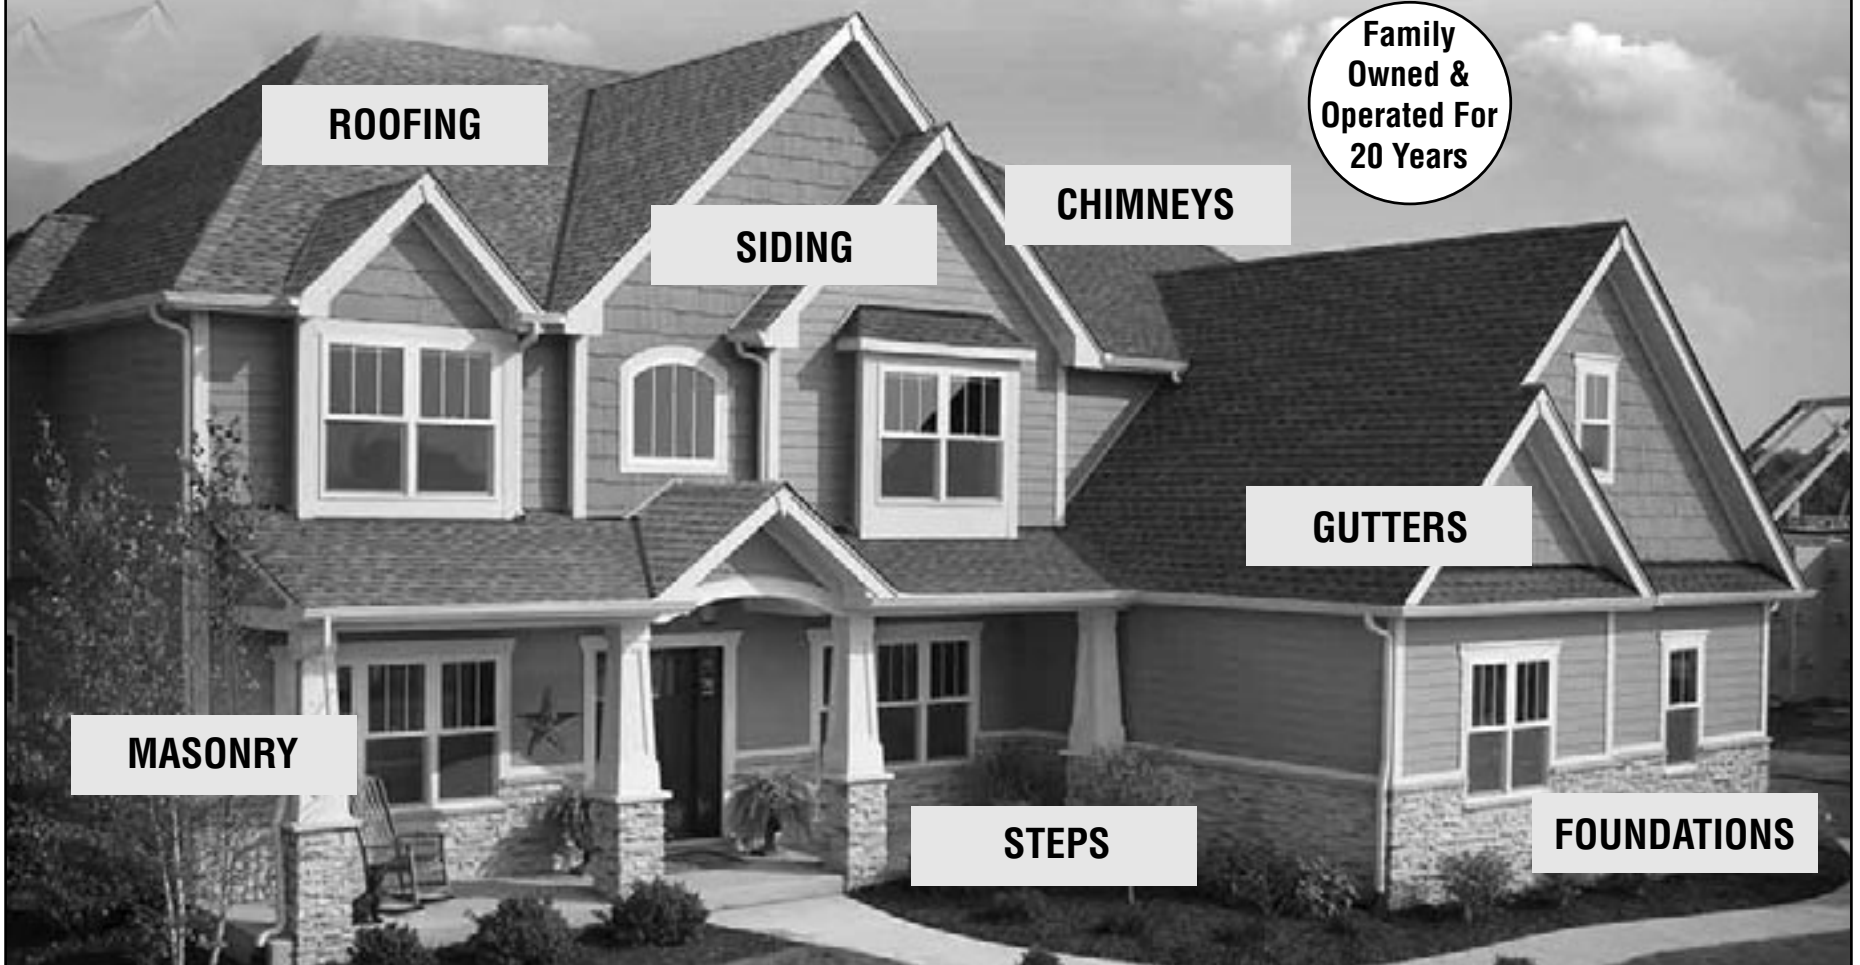 Family
Owned &
Operated For
20 Years
ROOFING
CHIMNEYS
SIDING
GUTTERS
MASONRY
STEPS
FOUNDATIONS